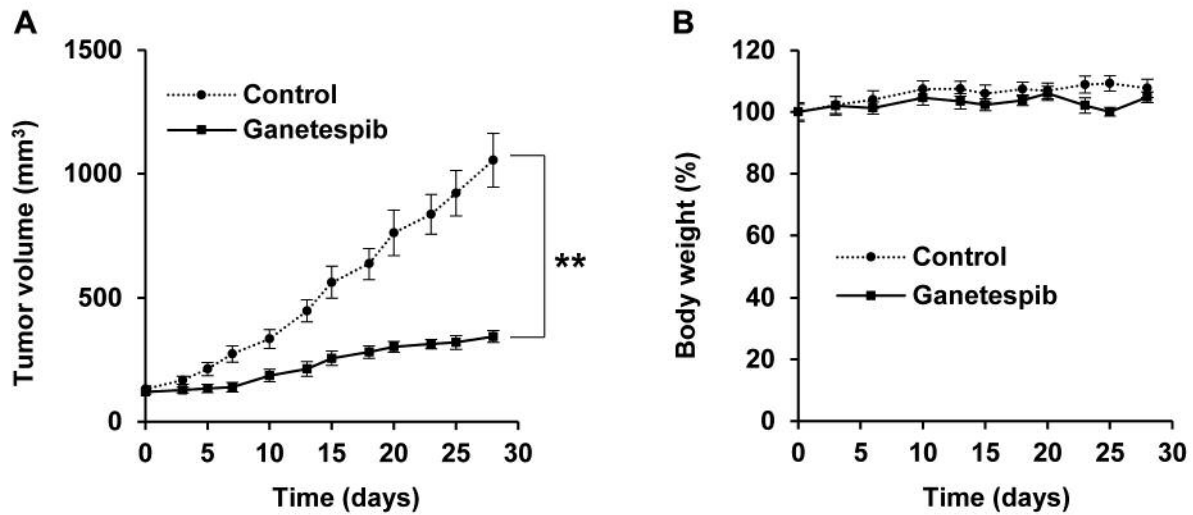 A
Tumor volume (mm³)
1500
1000
500
0
Control
Ganetespib
**
0 5 10 15 20 25 30
Time (days)
B
Body weight (%)
120
100
80
60
40
20
0
Control
Ganetespib
0 5 10 15 20 25 30
Time (days)